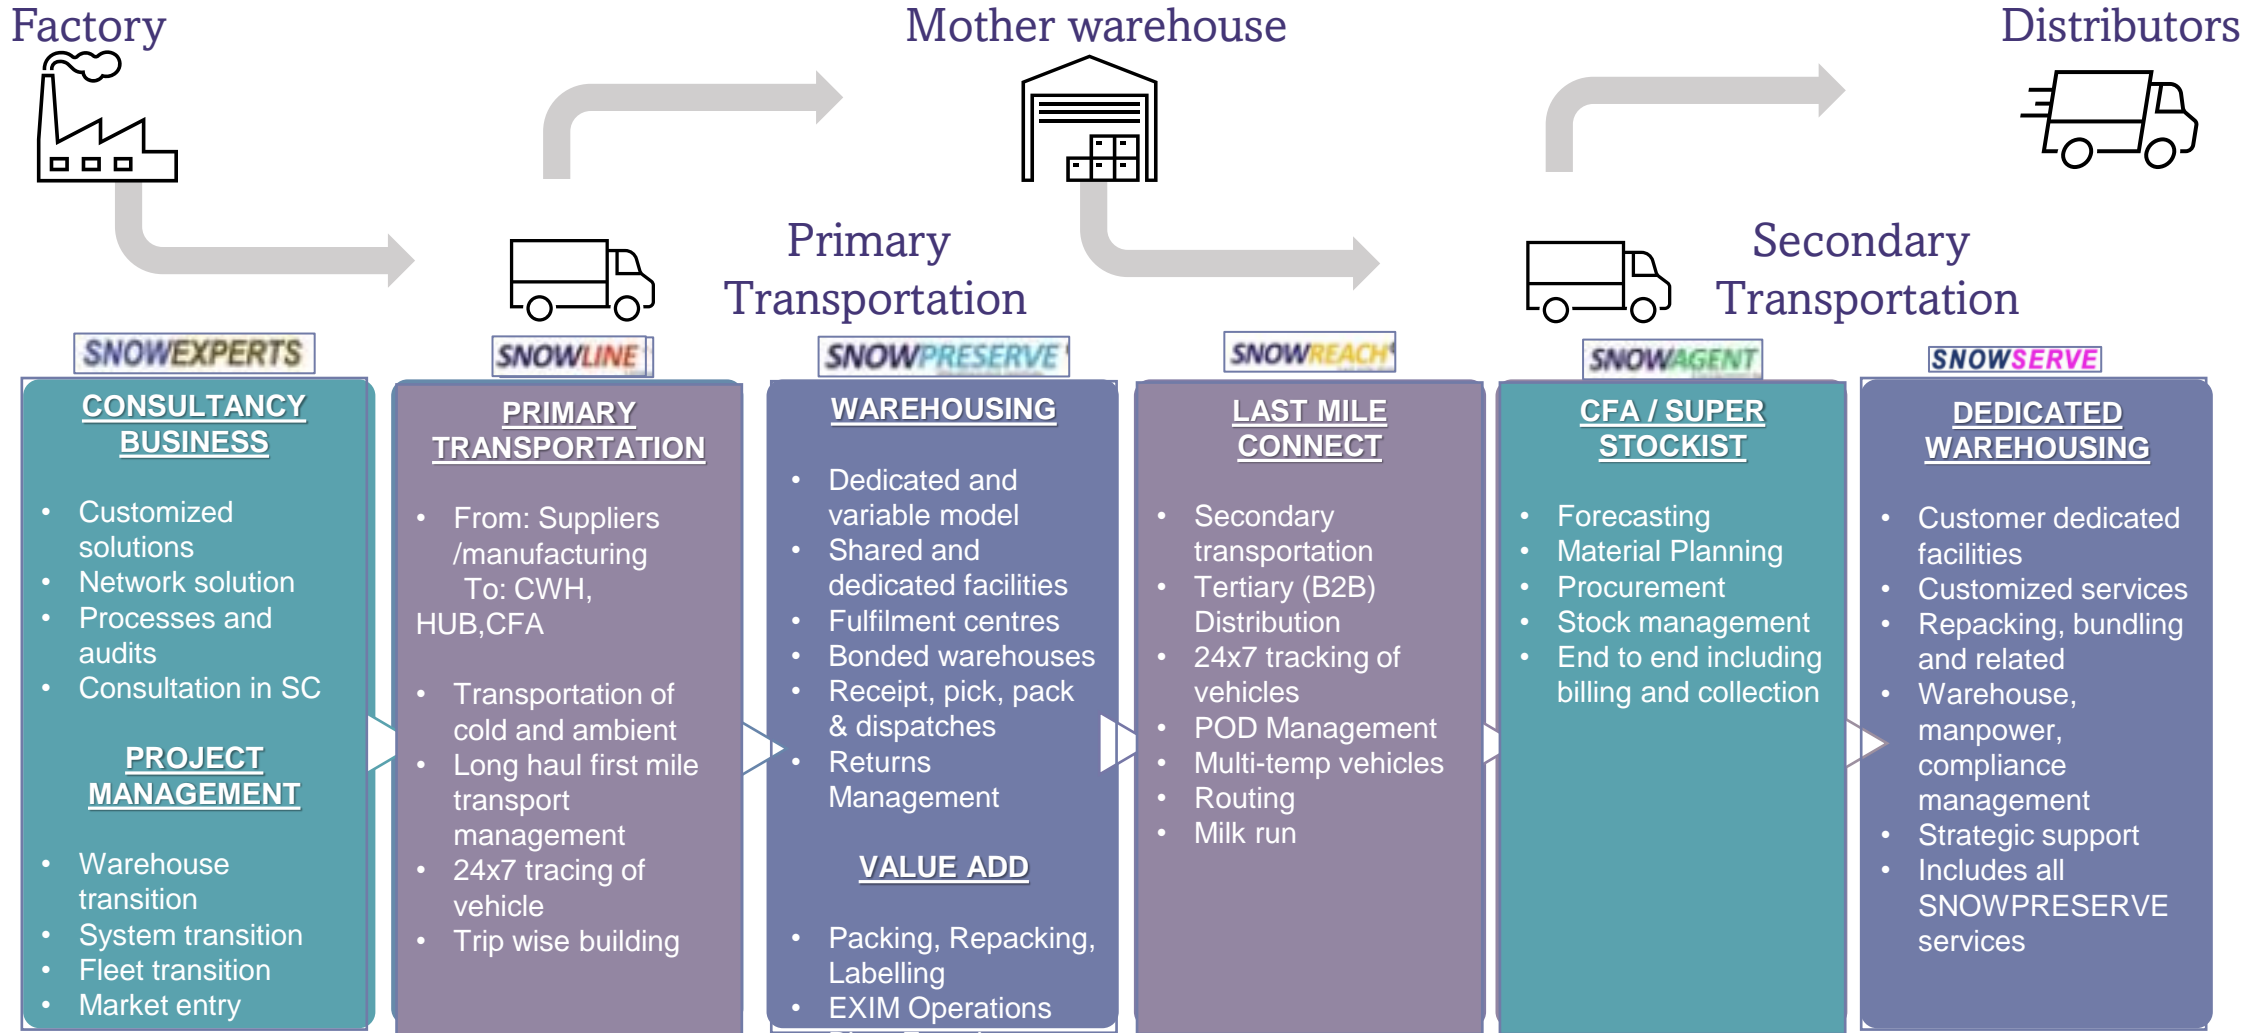 Factory
Mother warehouse
Distributors
Primary
Transportation
Secondary
Transportation
SNOWEXPERTS
CONSULTANCY
BUSINESS
• Customized
solutions
• Network solution
• Processes and
audits
• Consultation in SC
PROJECT
MANAGEMENT
• Warehouse
transition
• System transition
• Fleet transition
• Market entry
SNOWLINE
PRIMARY
TRANSPORTATION
• From: Suppliers
/manufacturing
To: CWH,
HUB,CFA
• Transportation of
cold and ambient
• Long haul first mile
transport
management
• 24x7 tracing of
vehicle
• Trip wise building
SNOWPRESERVE
WAREHOUSING
• Dedicated and
variable model
• Shared and
dedicated facilities
• Fulfilment centres
• Bonded warehouses
• Receipt, pick, pack
& dispatches
• Returns
Management
VALUE ADD
• Packing, Repacking,
Labelling
• EXIM Operations
SNOWREACH
LAST MILE
CONNECT
• Secondary
transportation
• Tertiary (B2B)
Distribution
• 24x7 tracking of
vehicles
• POD Management
• Multi-temp vehicles
• Routing
• Milk run
SNOWAGENT
CFA / SUPER
STOCKIST
• Forecasting
• Material Planning
• Procurement
• Stock management
• End to end including
billing and collection
SNOWSERVE
DEDICATED
WAREHOUSING
• Customer dedicated
facilities
• Customized services
• Repacking, bundling
and related
• Warehouse,
manpower,
compliance
management
• Strategic support
• Includes all
SNOWPRESERVE
services